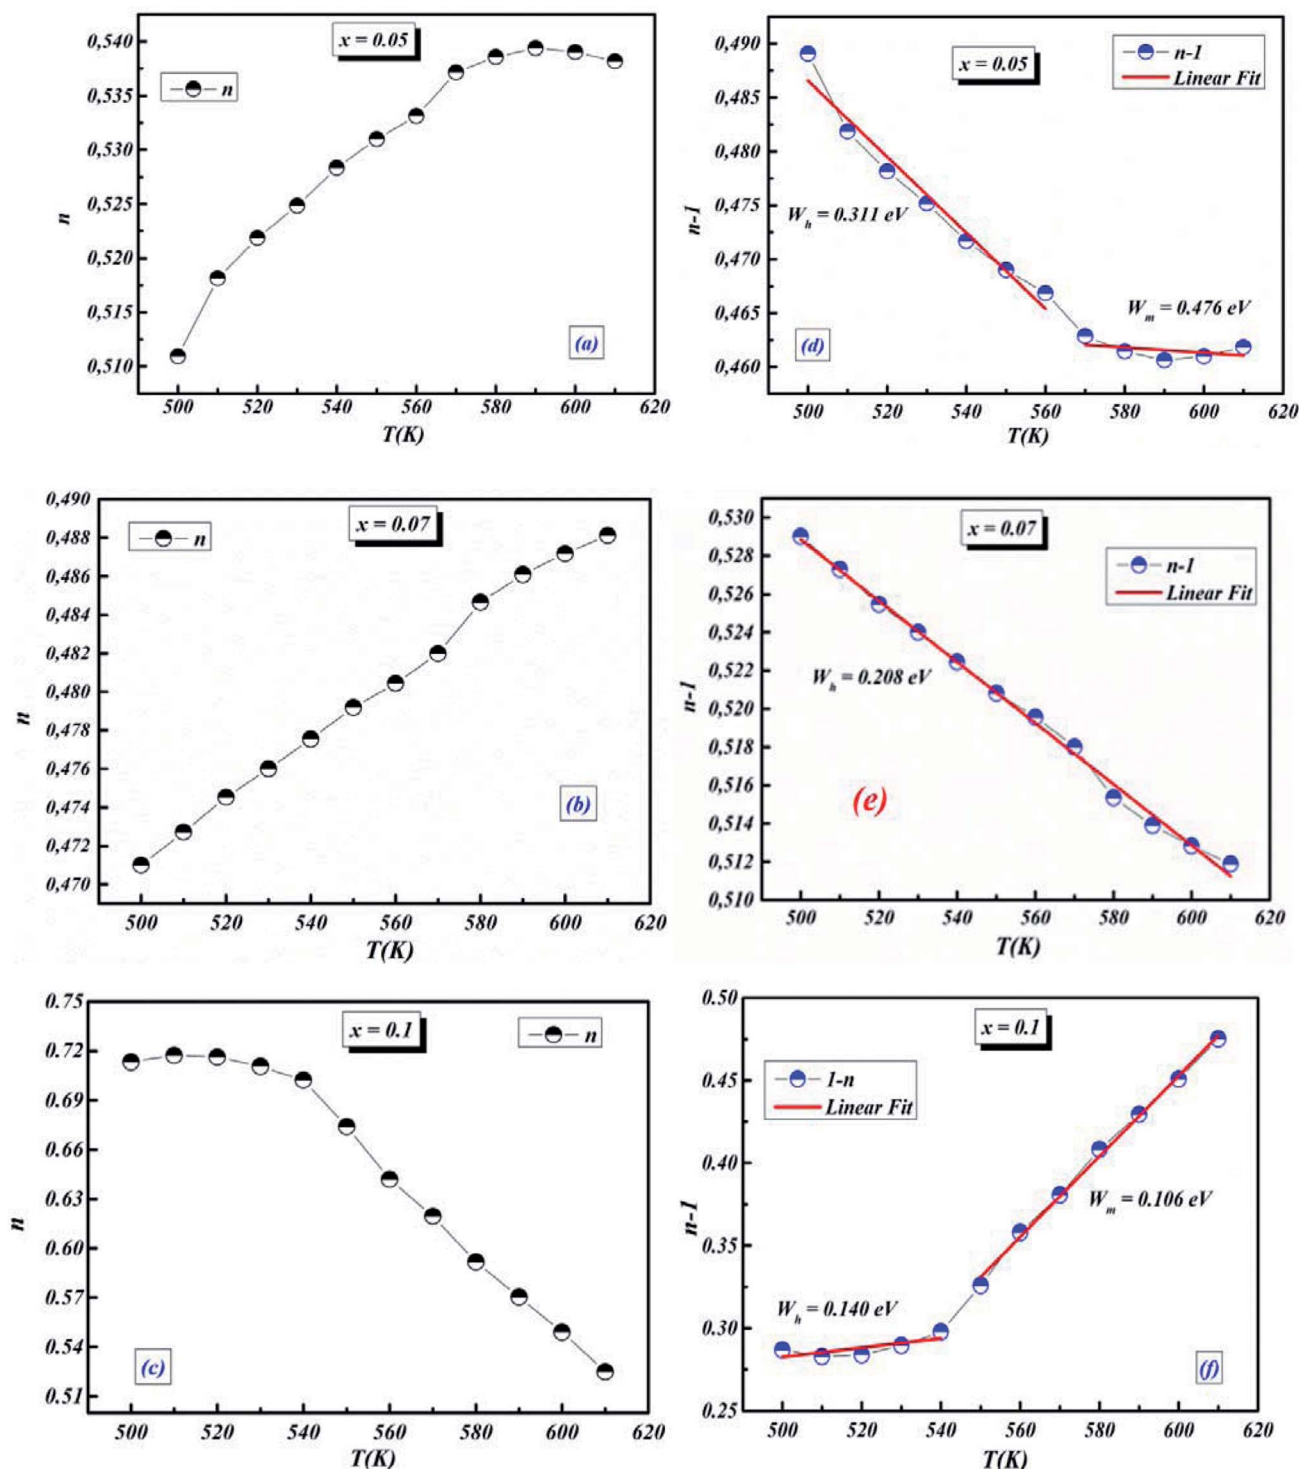 x = 0.05
n
0,540
0,535
0,530
0,525
0,520
0,515
0,510
n
(a)
500 520 540 560 580 600 620
T(K)
x = 0.05
n-1
Linear Fit
0,490
0,485
0,480
0,475
0,470
0,465
0,460
n-1
W_h = 0.311 eV
W_m = 0.476 eV
(d)
500 520 540 560 580 600 620
T(K)
x = 0.07
n
0,490
0,488
0,486
0,484
0,482
0,480
0,478
0,476
0,474
0,472
0,470
n
(b)
500 520 540 560 580 600 620
T(K)
x = 0.07
n-1
Linear Fit
0,530
0,528
0,526
0,524
0,522
0,520
0,518
0,516
0,514
0,512
0,510
n-1
W_h = 0.208 eV
(e)
500 520 540 560 580 600 620
T(K)
x = 0.1
n
0.75
0.72
0.69
0.66
0.63
0.60
0.57
0.54
0.51
n
(c)
500 520 540 560 580 600 620
T(K)
x = 0.1
1-n
Linear Fit
0.50
0.45
0.40
0.35
0.30
0.25
n-1
W_m = 0.106 eV
W_h = 0.140 eV
(f)
500 520 540 560 580 600 620
T(K)